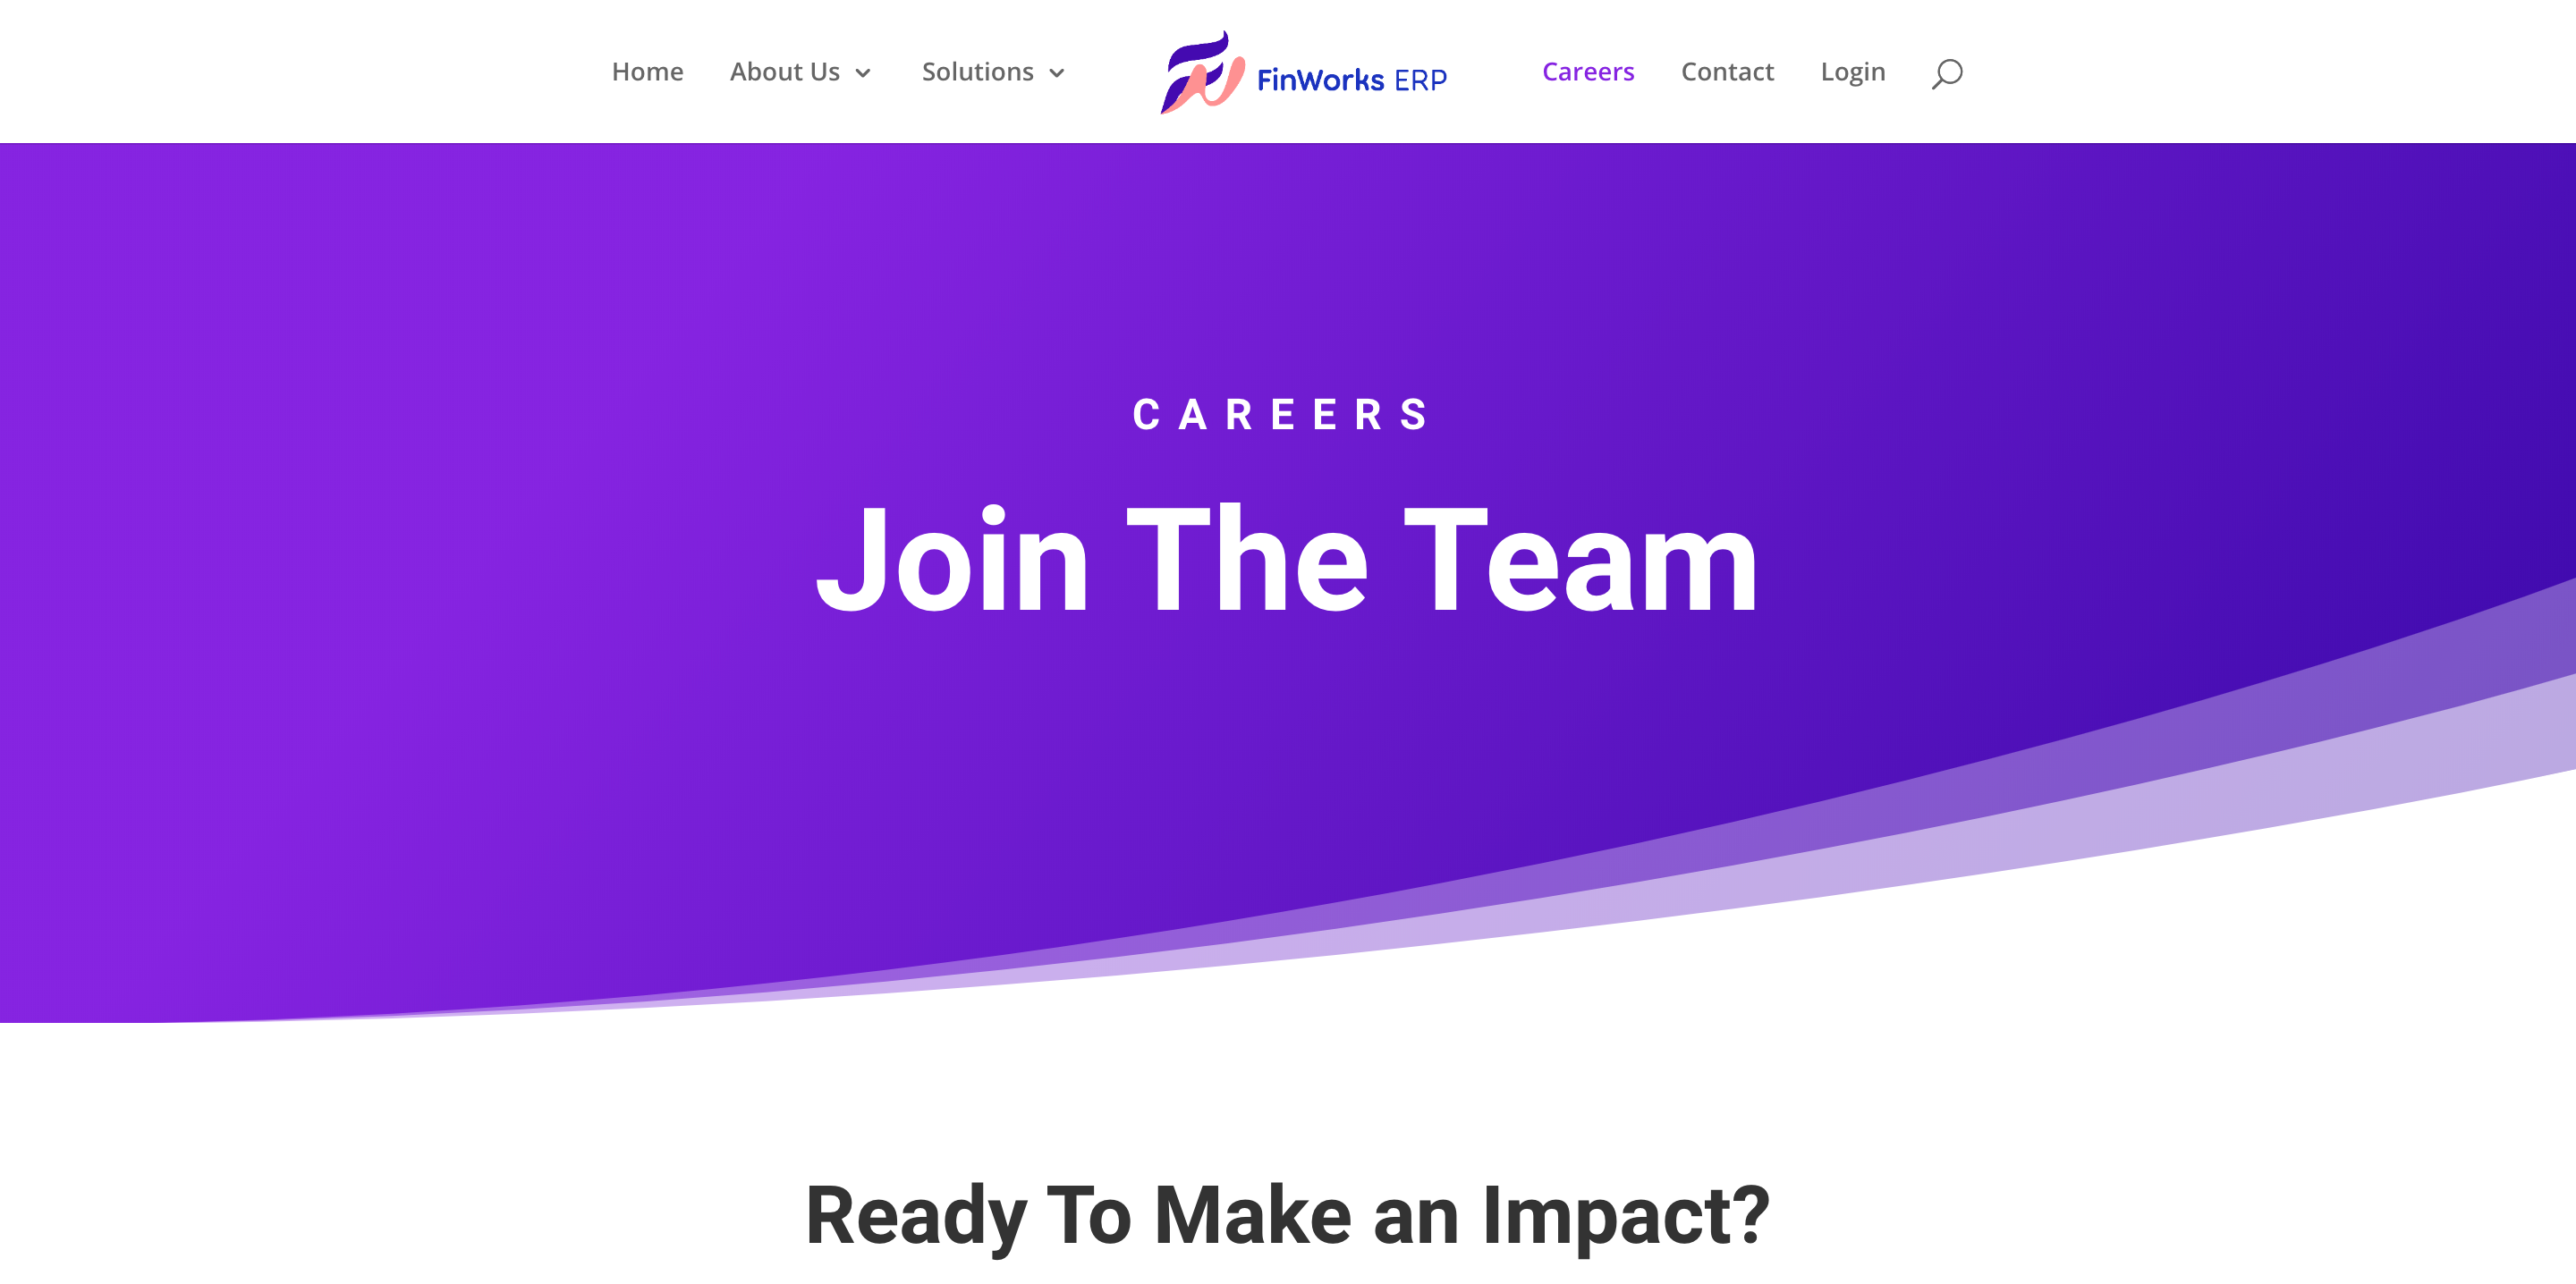 Home About Us Solutions FinWorks ERP Careers Contact Login
CAREERS
Join The Team
Ready To Make an Impact?